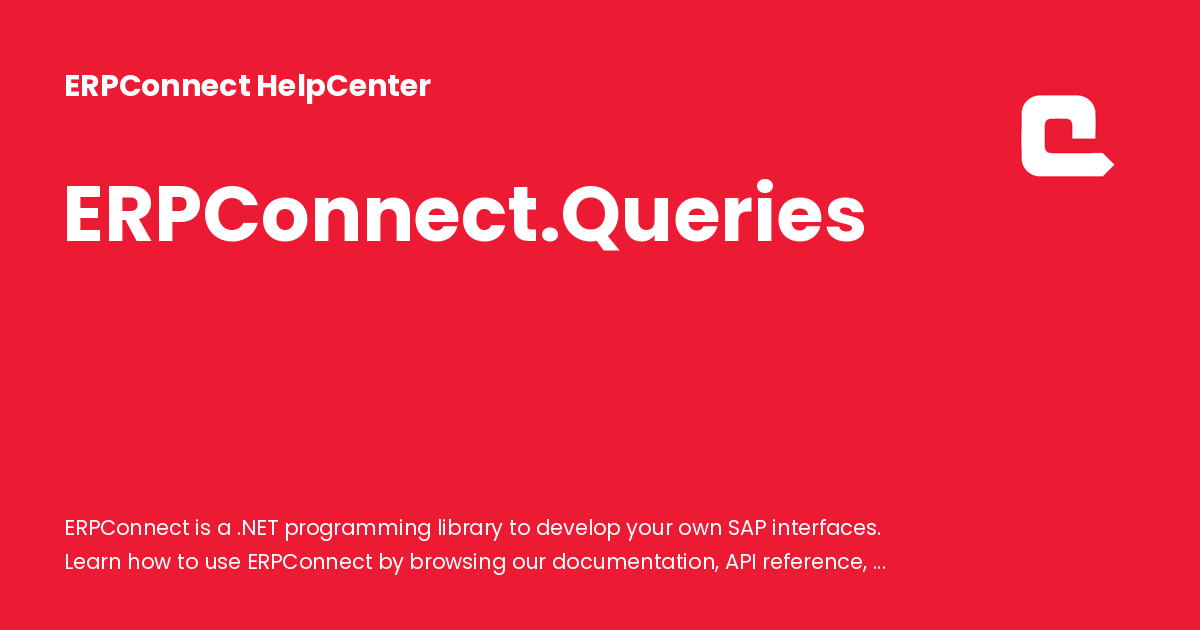 ERPConnect HelpCenter
ERPConnect.Queries
ERPConnect is a .NET programming library to develop your own SAP interfaces.
Learn how to use ERPConnect by browsing our documentation, API reference, ...